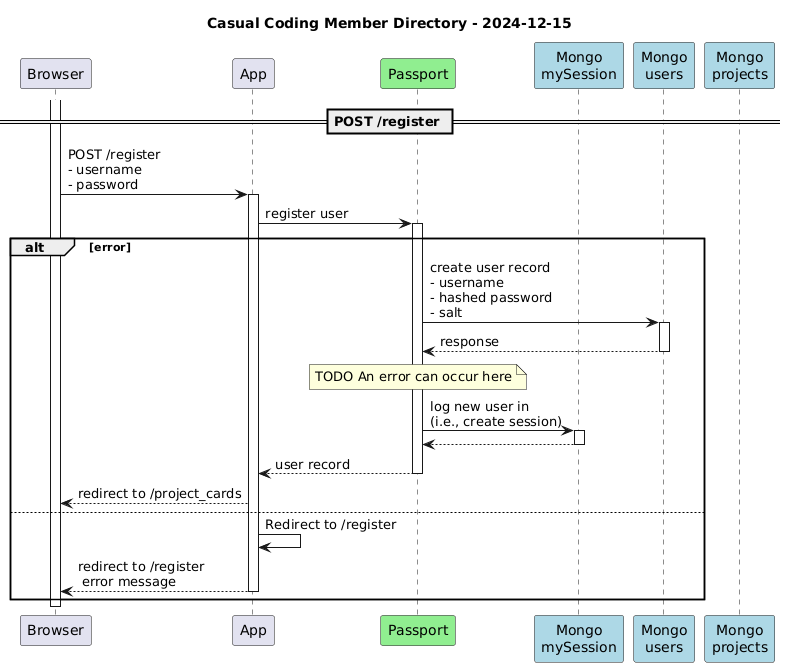 Casual Coding Member Directory - 2024-12-15
Browser
App
Passport
Mongo
mySession
Mongo
users
Mongo
projects
POST /register
POST /register
- username
- password
register user
alt
[error]
create user record
- username
- hashed password
- salt
response
TODO An error can occur here
log new user in
(i.e., create session)
user record
redirect to /project_cards
Redirect to /register
redirect to /register
error message
Browser
App
Passport
Mongo
mySession
Mongo
users
Mongo
projects